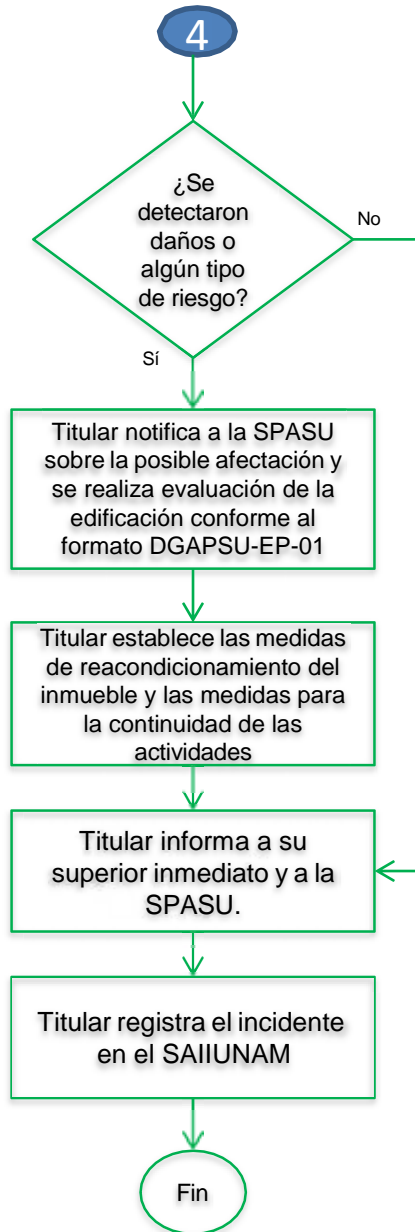 4
¿Se
detectaron
daños o
algún tipo
de riesgo?
No
Sí
Titular notifica a la SPASU
sobre la posible afectación y
se realiza evaluación de la
edificación conforme al
formato DGAPSU-EP-01
Titular establece las medidas
de reacondicionamiento del
inmueble y las medidas para
la continuidad de las
actividades
Titular informa a su
superior inmediato y a la
SPASU.
Titular registra el incidente
en el SAIIUNAM
Fin